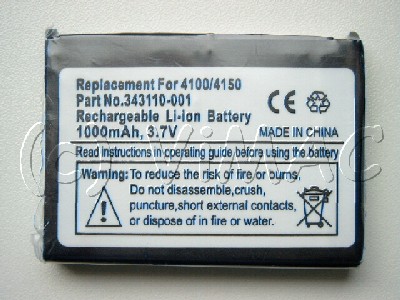 Replacement For 4100/4150
Part No.343110-001
Rechargeable Li-ion Battery
1000mAh, 3.7V
CE
MADE IN CHINA
Read instructions in operating guide before using the battery
Warning: To reduce risk of fire or burns.
Do not disassemble,crush,
puncture, short external contacts, or
dispose of in fire or water.
(c) ViMAC